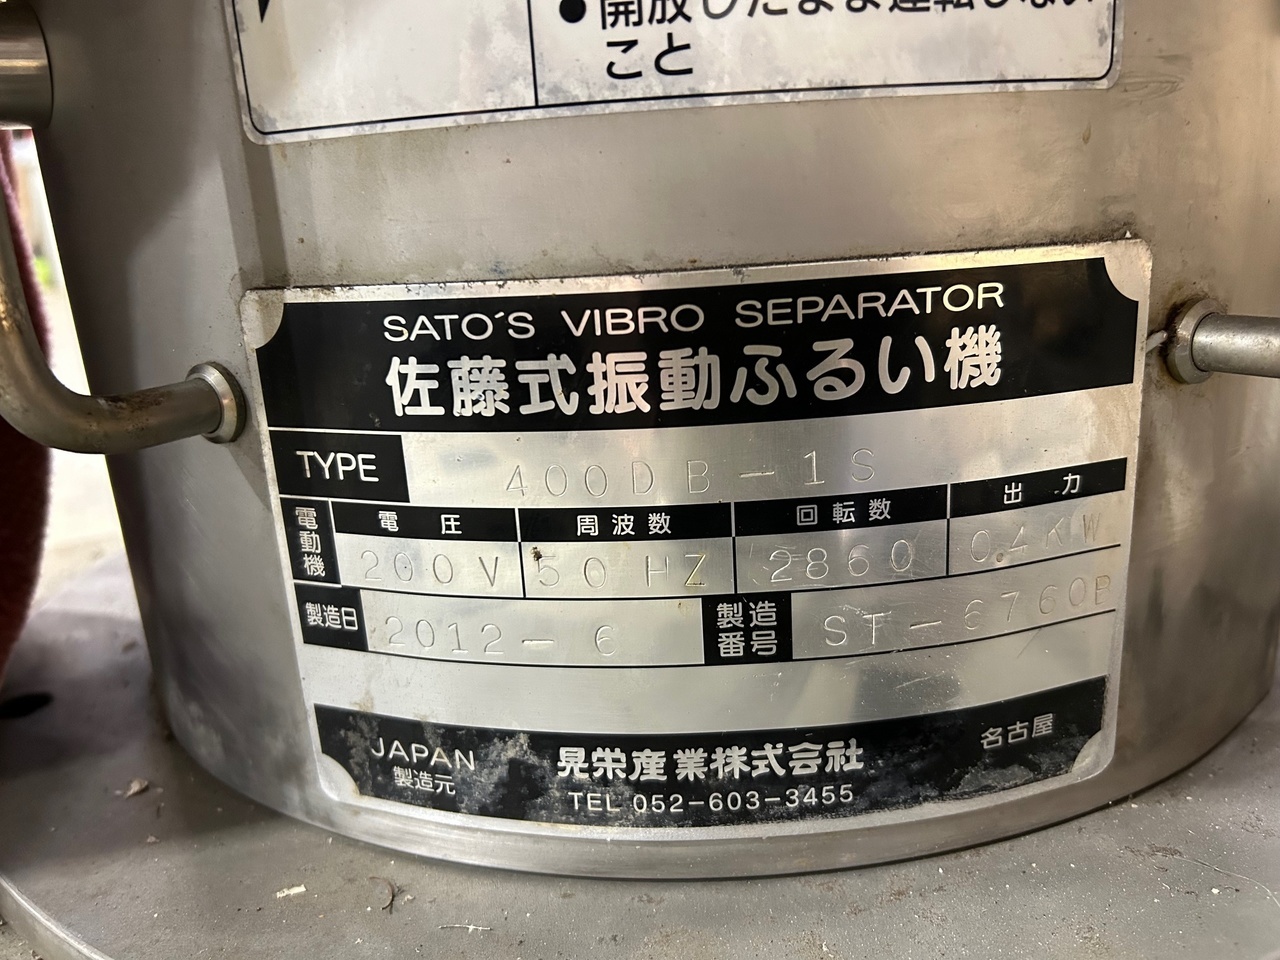 ●開放したまま運転しない
こと
SATO'S VIBRO SEPARATOR
佐藤式振動ふるい機
TYPE 400DB-1S
電動機 電圧 周波数 回転数 出力
200V 50HZ 2860 0.4KW
製造日 2012-6 製造番号 ST-6760B
JAPAN 製造元 晃栄産業株式会社 名古屋
TEL 052-603-3455